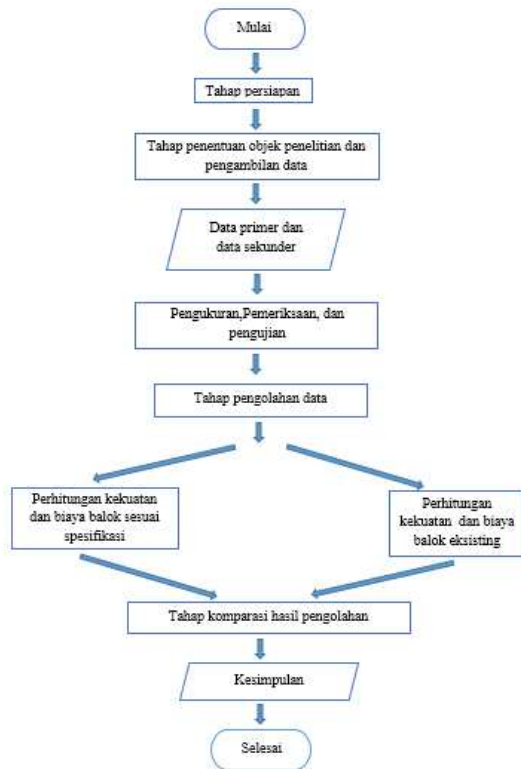 Mulai
Tahap persiapan
Tahap penentuan objek penelitian dan
pengambilan data
Data primer dan
data sekunder
Pengukuran,Pemeriksaan, dan
pengujian
Tahap pengolahan data
Perhitungan kekuatan
dan biaya balok sesuai
spesifikasi
Perhitungan
kekuatan dan biaya
balok eksisting
Tahap komparasi hasil pengolahan
Kesimpulan
Selesai